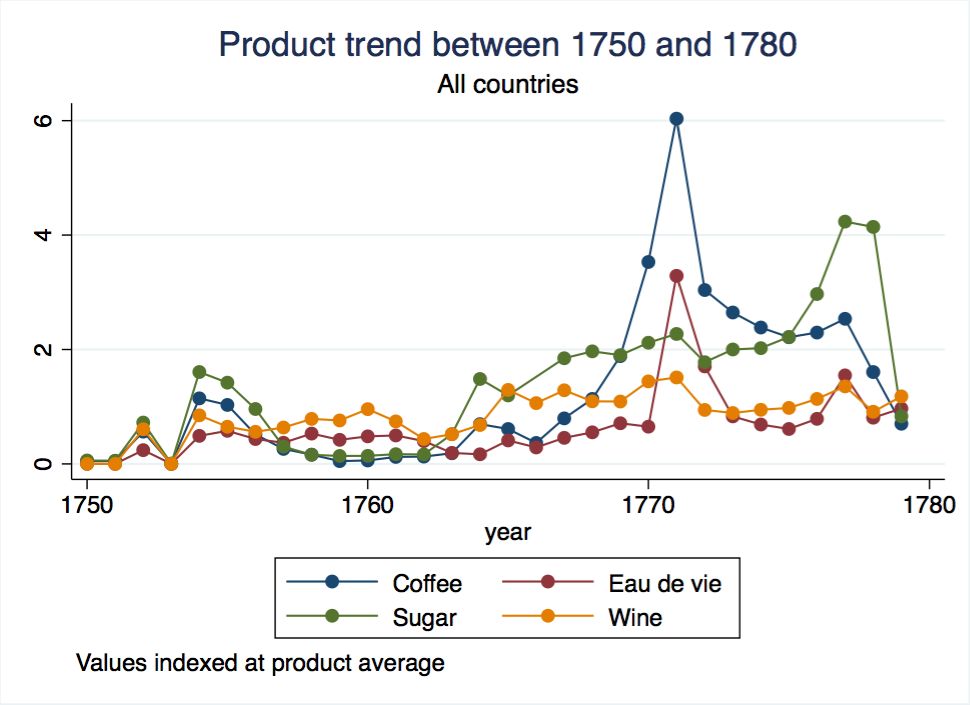 Product trend between 1750 and 1780
All countries
6
4
2
0
1750 1760 1770 1780
year
Coffee Eau de vie
Sugar Wine
Values indexed at product average